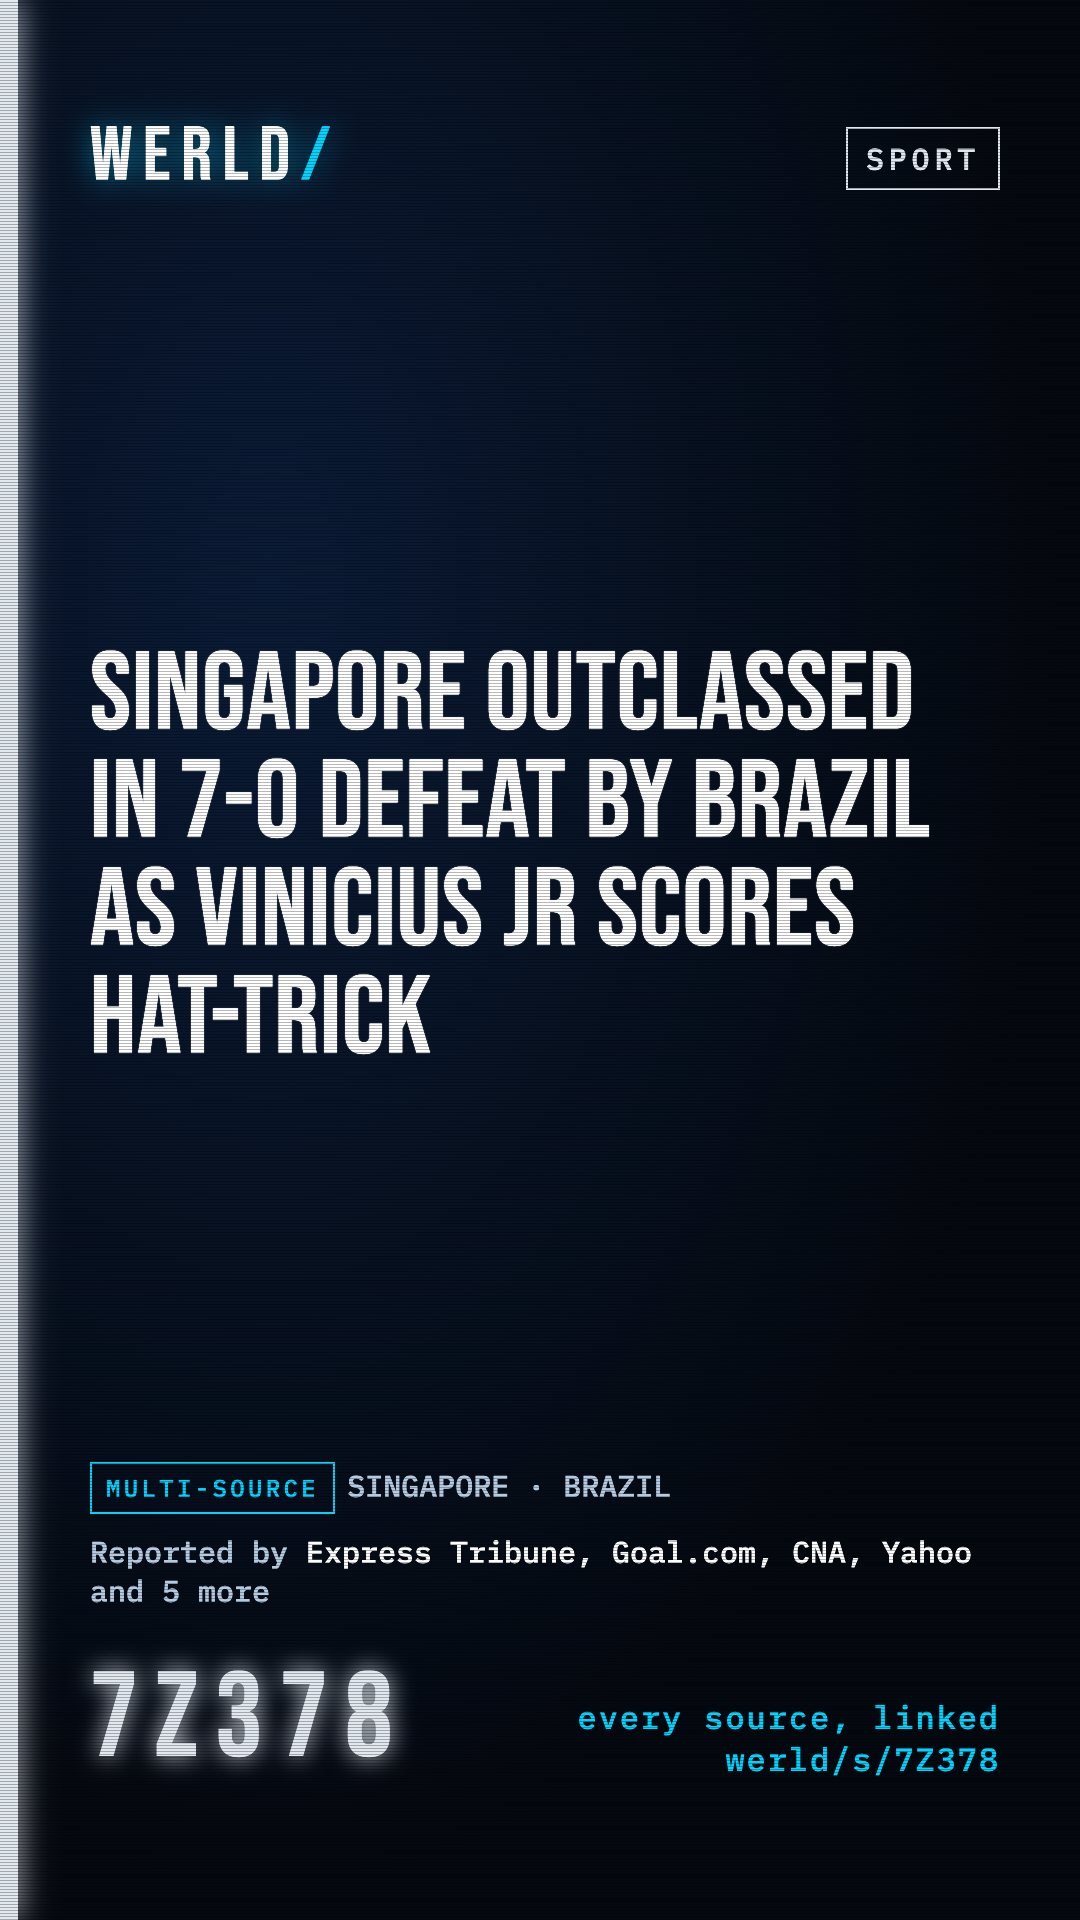 WERLD/
SPORT
SINGAPORE OUTCLASSED
IN 7-0 DEFEAT BY BRAZIL
AS VINICIUS JR SCORES
HAT-TRICK
MULTI-SOURCE SINGAPORE · BRAZIL
Reported by Express Tribune, Goal.com, CNA, Yahoo
and 5 more
7Z378
every source, linked
werld/s/7Z378